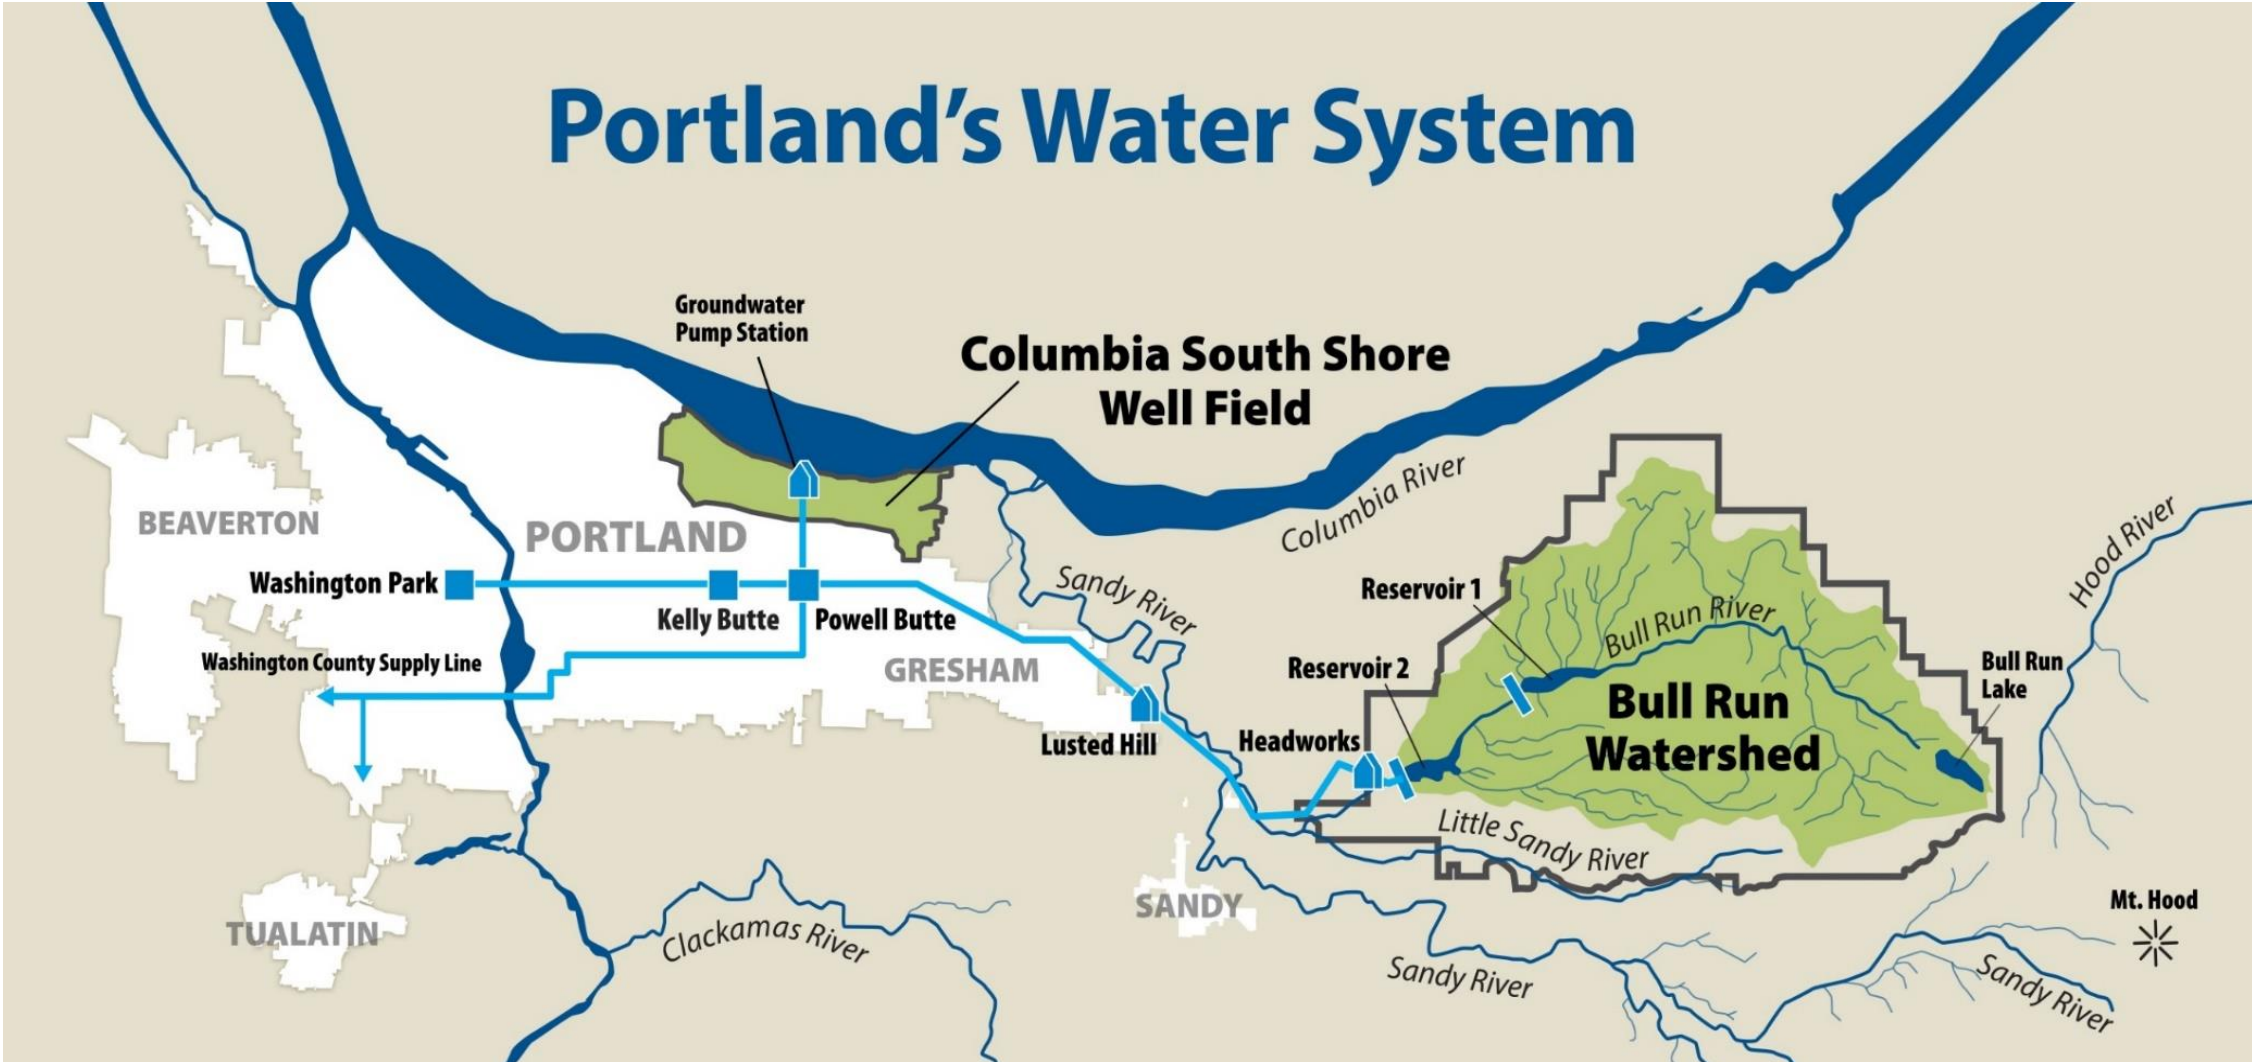 Portland's Water System
Groundwater
Pump Station
Columbia South Shore
Well Field
Columbia River
Hood River
BEAVERTON
PORTLAND
Washington Park
Kelly Butte
Powell Butte
Sandy River
Reservoir 1
Bull Run River
Washington County Supply Line
GRESHAM
Reservoir 2
Bull Run
Lake
Bull Run
Watershed
Lusted Hill
Headworks
Little Sandy River
SANDY
Mt. Hood
TUALATIN
Clackamas River
Sandy River
Sandy River